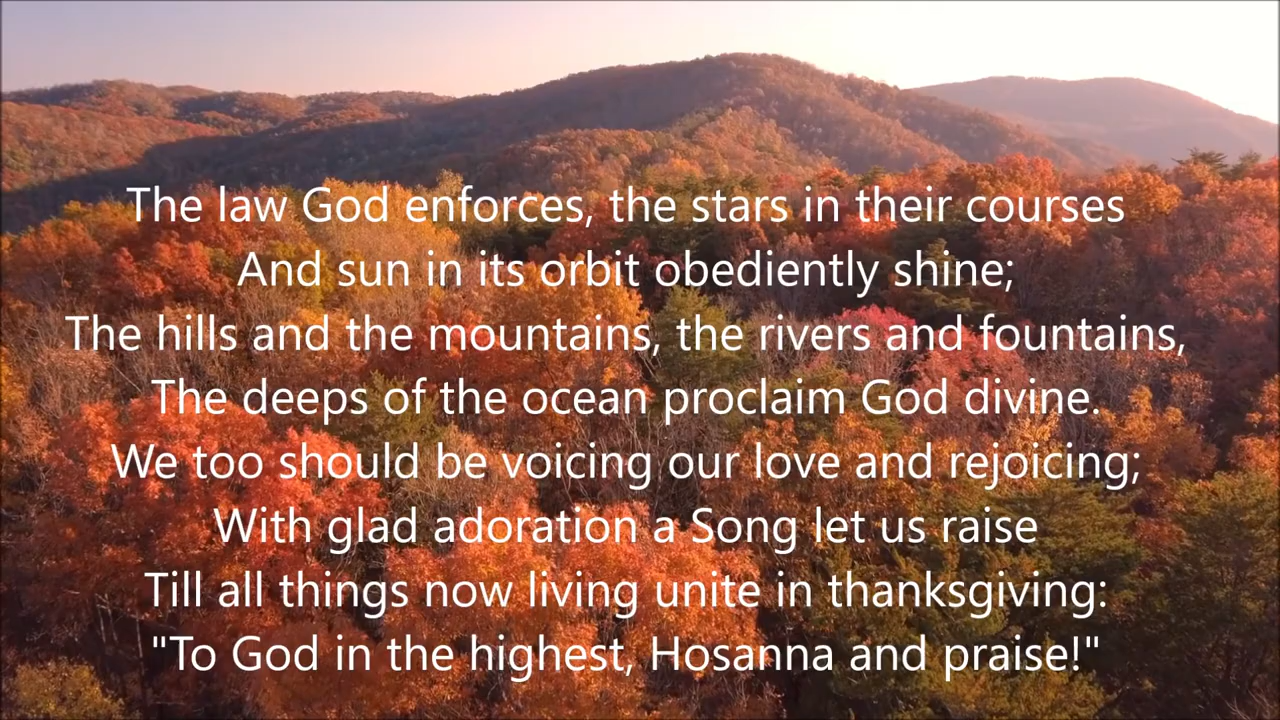 The law God enforces, the stars in their courses
And sun in its orbit obediently shine;
The hills and the mountains, the rivers and fountains,
The deeps of the ocean proclaim God divine.
We too should be voicing our love and rejoicing;
With glad adoration a Song let us raise
Till all things now living unite in thanksgiving:
"To God in the highest, Hosanna and praise!"